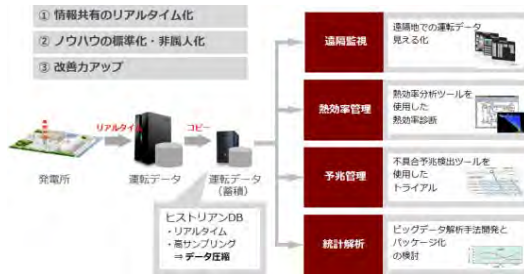 ① 情報共有のリアルタイム化
② ノウハウの標準化・非属人化
③ 改善力アップ
リアルタイム
コピー
発電所
運転データ
運転データ
(蓄積)
ヒストリアンDB
・リアルタイム
・高サンプリング
⇒ データ圧縮
遠隔監視
遠隔地での運転データ
見える化
熱効率管理
熱効率分析ツールを
使用した
熱効率診断
予兆管理
不具合予兆検出ツールを
使用した
トライアル
統計解析
ビッグデータ解析手法開発と
パッケージ化
の検討